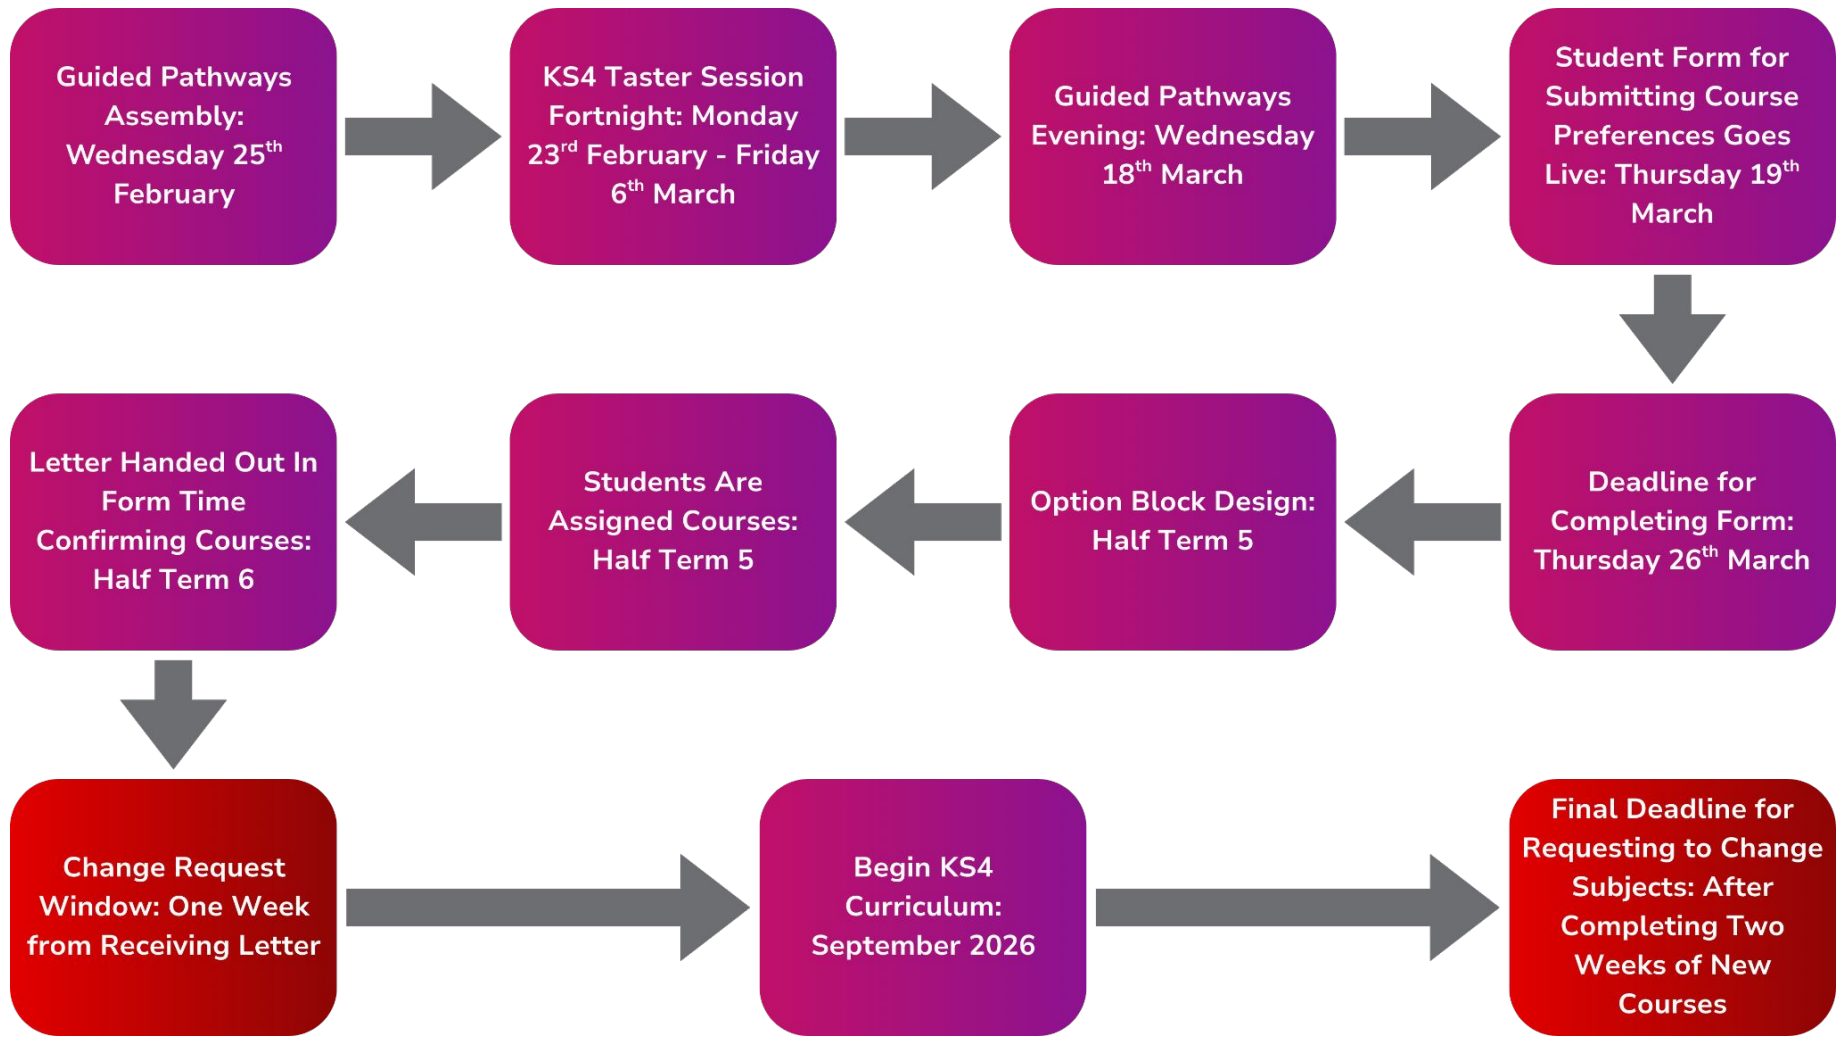 Guided Pathways
Assembly:
Wednesday 25th
February
KS4 Taster Session
Fortnight: Monday
23rd February - Friday
6th March
Guided Pathways
Evening: Wednesday
18th March
Student Form for
Submitting Course
Preferences Goes
Live: Thursday 19th
March
Deadline for
Completing Form:
Thursday 26th March
Option Block Design:
Half Term 5
Students Are
Assigned Courses:
Half Term 5
Letter Handed Out In
Form Time
Confirming Courses:
Half Term 6
Change Request
Window: One Week
from Receiving Letter
Begin KS4
Curriculum:
September 2026
Final Deadline for
Requesting to Change
Subjects: After
Completing Two
Weeks of New
Courses